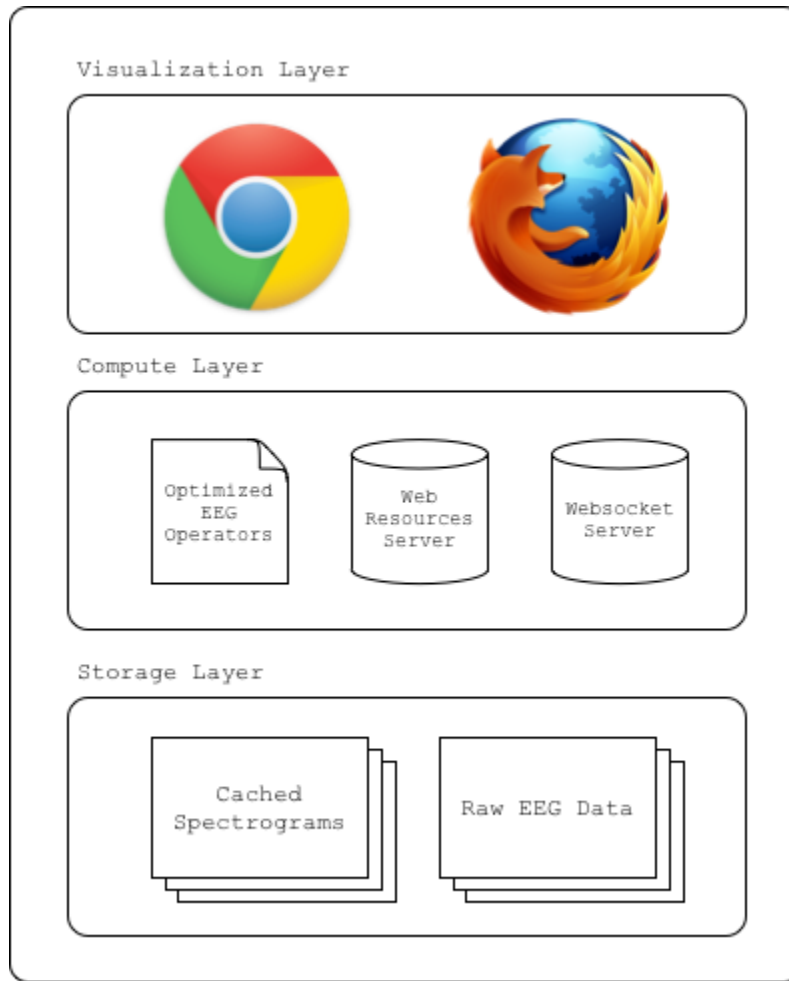 Visualization Layer
Compute Layer
Optimized
EEG
Operators
Web
Resources
Server
Websocket
Server
Storage Layer
Cached
Spectrograms
Raw EEG Data